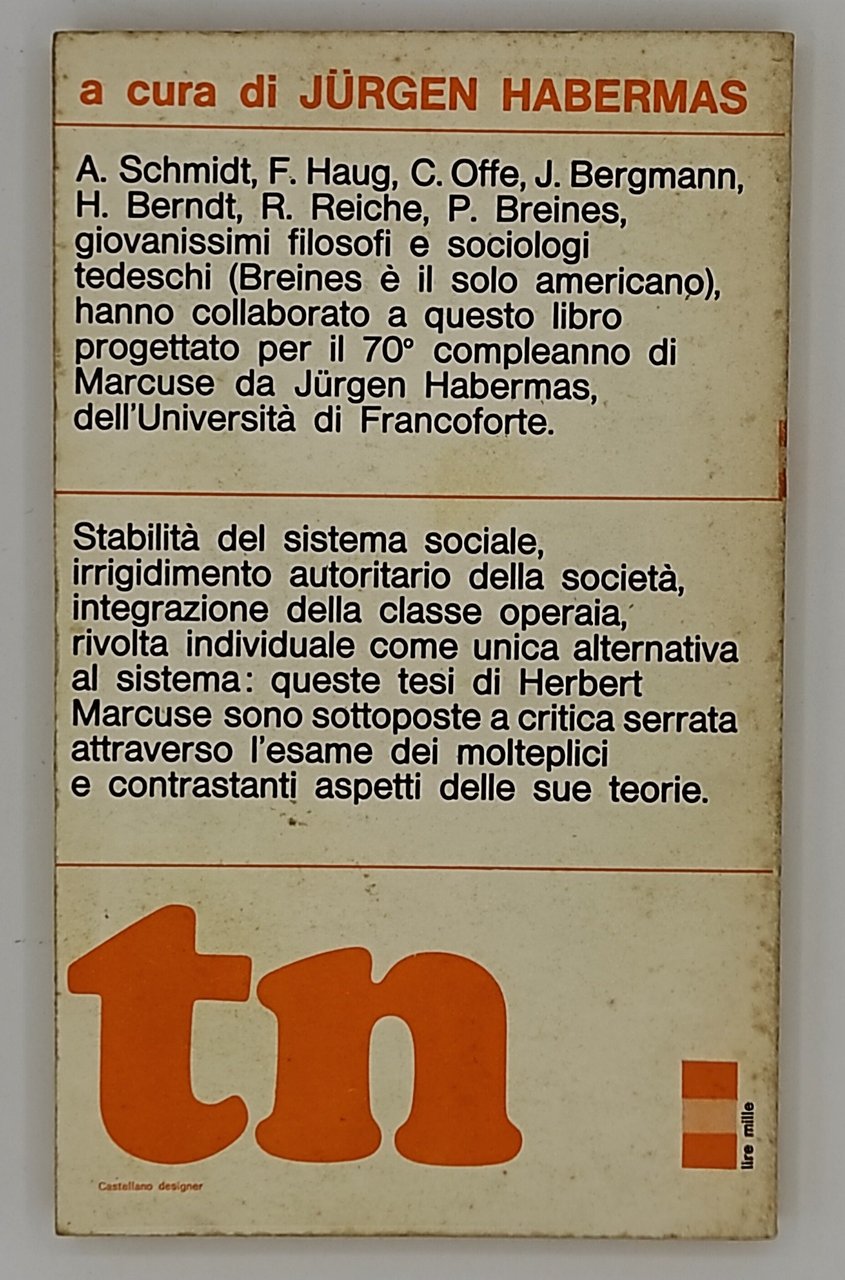 a cura di JÜRGEN HABERMAS
A. Schmidt, F. Haug, C. Offe, J. Bergmann,
H. Berndt, R. Reiche, P. Breines,
giovanissimi filosofi e sociologi
tedeschi (Breines è il solo americano),
hanno collaborato a questo libro
progettato per il 70° compleanno di
Marcuse da Jürgen Habermas,
dell'Università di Francoforte.
Stabilità del sistema sociale,
irrigidimento autoritario della società,
integrazione della classe operaia,
rivolta individuale come unica alternativa
al sistema: queste tesi di Herbert
Marcuse sono sottoposte a critica serrata
attraverso l'esame dei molteplici
e contrastanti aspetti delle sue teorie.
tn
lire mille
Castellano designer